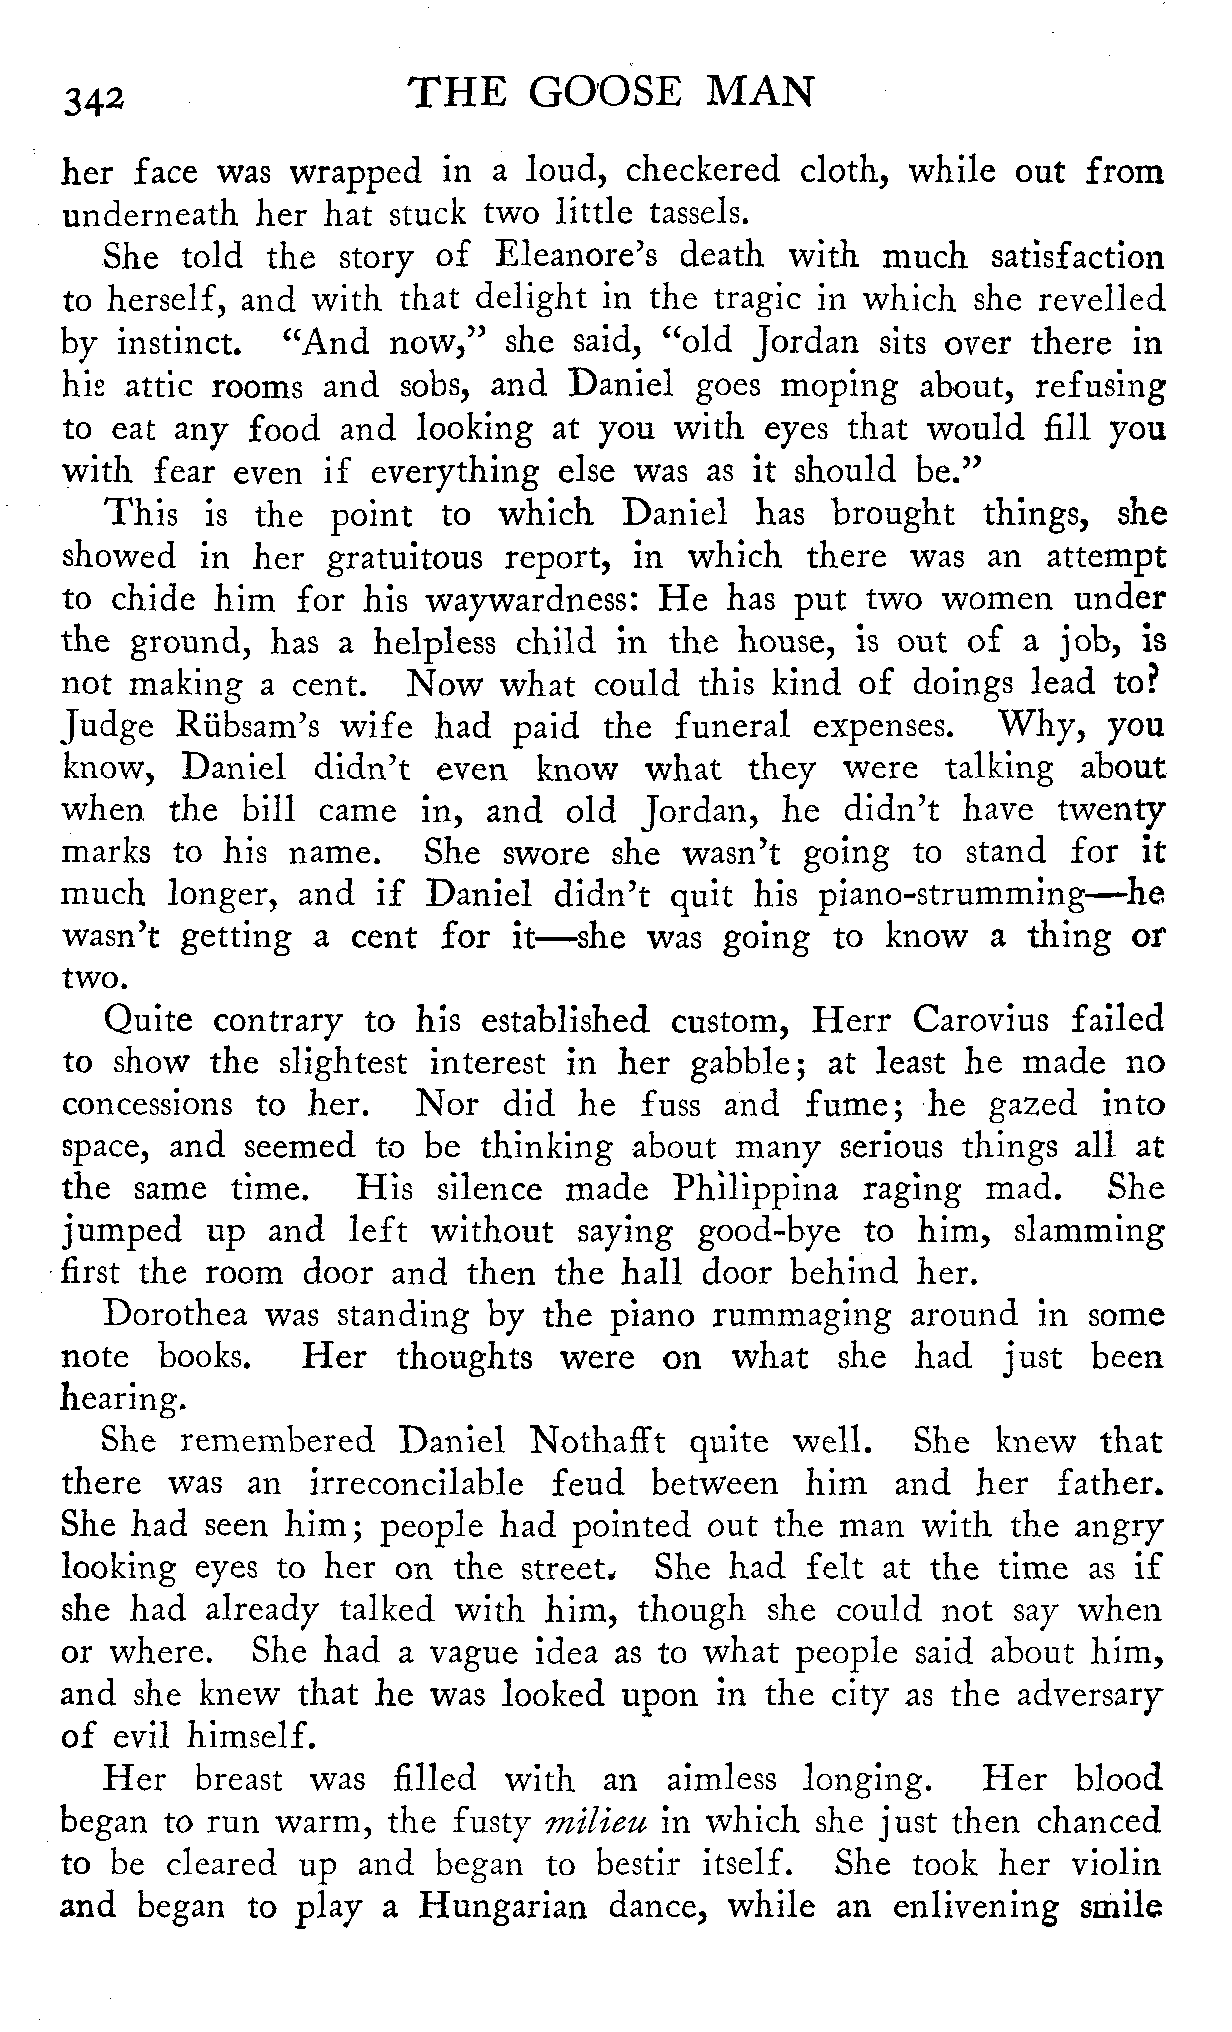 342 THE GOOSE MAN
her face was wrapped in a loud, checkered cloth, while out from
underneath her hat stuck two little tassels.
She told the story of Eleanore's death with much satisfaction
to herself, and with that delight in the tragic in which she revelled
by instinct. “And now,” she said, “old Jordan sits over there in
his attic rooms and sobs, and Daniel goes moping about, refusing
to eat any food and looking at you with eyes that would fill you
with fear even if everything else was as it should be.”
This is the point to which Daniel has brought things, she
showed in her gratuitous report, in which there was an attempt
to chide him for his waywardness: He has put two women under
the ground, has a helpless child in the house, is out of a job, is
not making a cent. Now what could this kind of doings lead to?
Judge Rübsam's wife had paid the funeral expenses. Why, you
know, Daniel didn't even know what they were talking about
when the bill came in, and old Jordan, he didn't have twenty
marks to his name. She swore she wasn't going to stand for it
much longer, and if Daniel didn't quit his piano-strumming—he
wasn't getting a cent for it—she was going to know a thing or
two.
Quite contrary to his established custom, Herr Carovius failed
to show the slightest interest in her gabble; at least he made no
concessions to her. Nor did he fuss and fume; he gazed into
space, and seemed to be thinking about many serious things all at
the same time. His silence made Philippina raging mad. She
jumped up and left without saying good-bye to him, slamming
first the room door and then the hall door behind her.
Dorothea was standing by the piano rummaging around in some
note books. Her thoughts were on what she had just been
hearing.
She remembered Daniel Nothafft quite well. She knew that
there was an irreconcilable feud between him and her father.
She had seen him; people had pointed out the man with the angry
looking eyes to her on the street. She had felt at the time as if
she had already talked with him, though she could not say when
or where. She had a vague idea as to what people said about him,
and she knew that he was looked upon in the city as the adversary
of evil himself.
Her breast was filled with an aimless longing. Her blood
began to run warm, the fusty milieu in which she just then chanced
to be cleared up and began to bestir itself. She took her violin
and began to play a Hungarian dance, while an enlivening smile